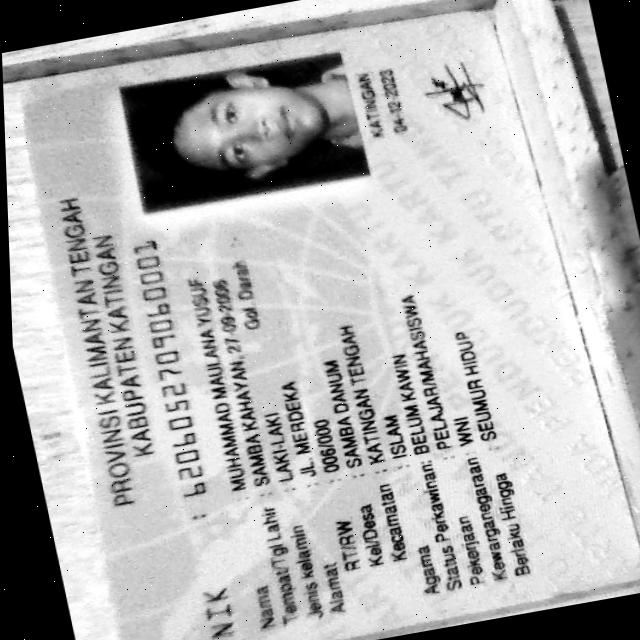 PROVINSI KALIMANTAN TENGAH
KABUPATEN KATINGAN
NIK : 6206052709060001
Nama : MUHAMMAD MAULANA YUSUF
Tempat/Tgl Lahir : SAMBA KAHAYAN, 27-09-2006
Jenis kelamin : LAKI-LAKI Gol. Darah
Alamat : JL. MERDEKA
RT/RW : 006/000
Kel/Desa : SAMBA DANUM
Kecamatan : KATINGAN TENGAH
Agama : ISLAM
Status Perkawinan: BELUM KAWIN
Pekerjaan : PELAJAR/MAHASISWA
Kewarganegaraan : WNI
Berlaku Hingga : SEUMUR HIDUP
KATINGAN
04-12-2023